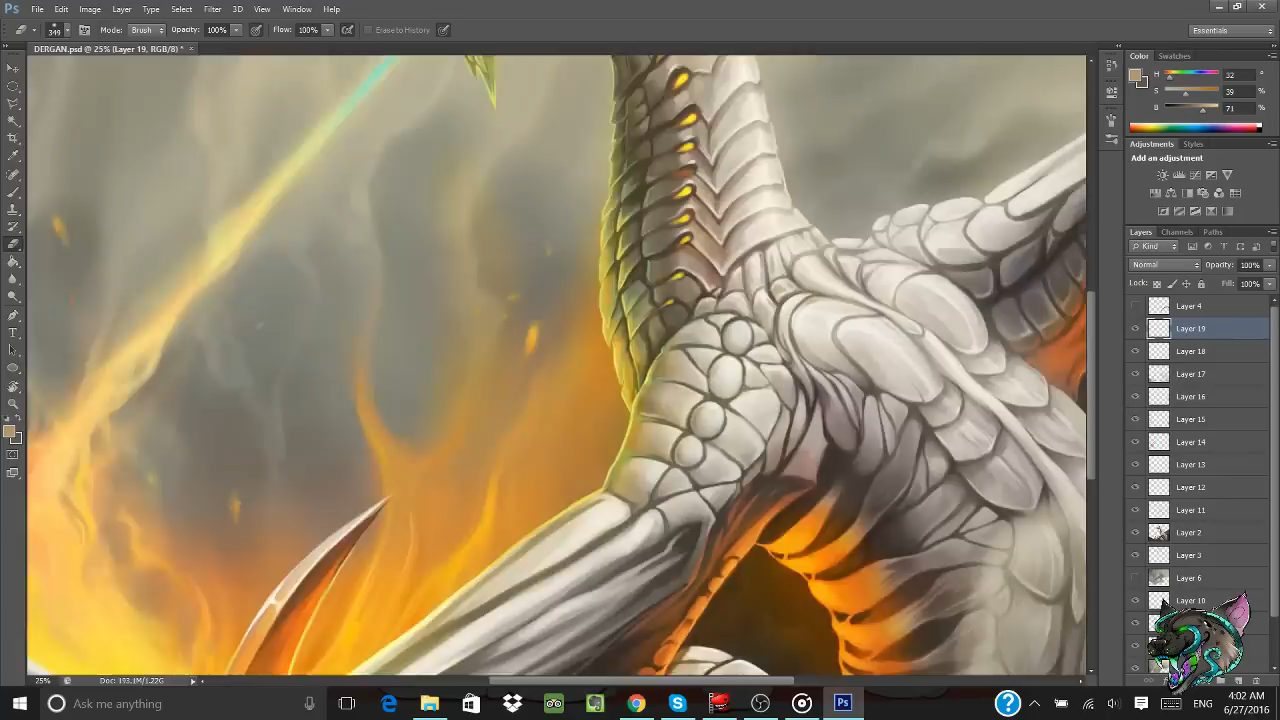 Ps File Edit Image Layer Type Select Filter 3D View Window Help
349 Mode: Brush Opacity: 100% Flow: 100% Erase to History Essentials
DERGAN.psd @ 25% (Layer 19, RGB/8) * ×
Color Swatches
H 32 °
S 39 %
B 71 %
Adjustments Styles
Add an adjustment
Layers Channels Paths
Kind
Normal Opacity: 100%
Lock: Fill: 100%
Layer 4
Layer 19
Layer 18
Layer 17
Layer 16
Layer 15
Layer 14
Layer 13
Layer 12
Layer 11
Layer 2
Layer 3
Layer 6
Layer 10
25% Doc: 193.1M/1.22G
Ask me anything
Ps
? ENG 4:02 AM
6/27/2016